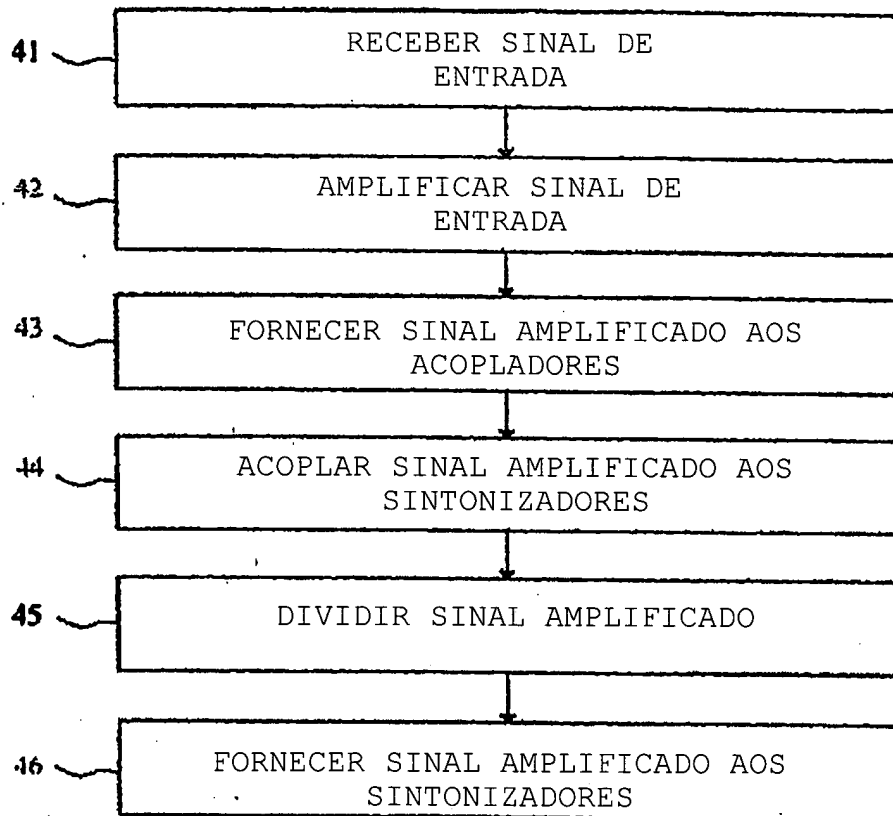 41 RECEBER SINAL DE
ENTRADA
42 AMPLIFICAR SINAL DE
ENTRADA
43 FORNECER SINAL AMPLIFICADO AOS
ACOPLADORES
44 ACOPLAR SINAL AMPLIFICADO AOS
SINTONIZADORES
45 DIVIDIR SINAL AMPLIFICADO
46 FORNECER SINAL AMPLIFICADO AOS
SINTONIZADORES